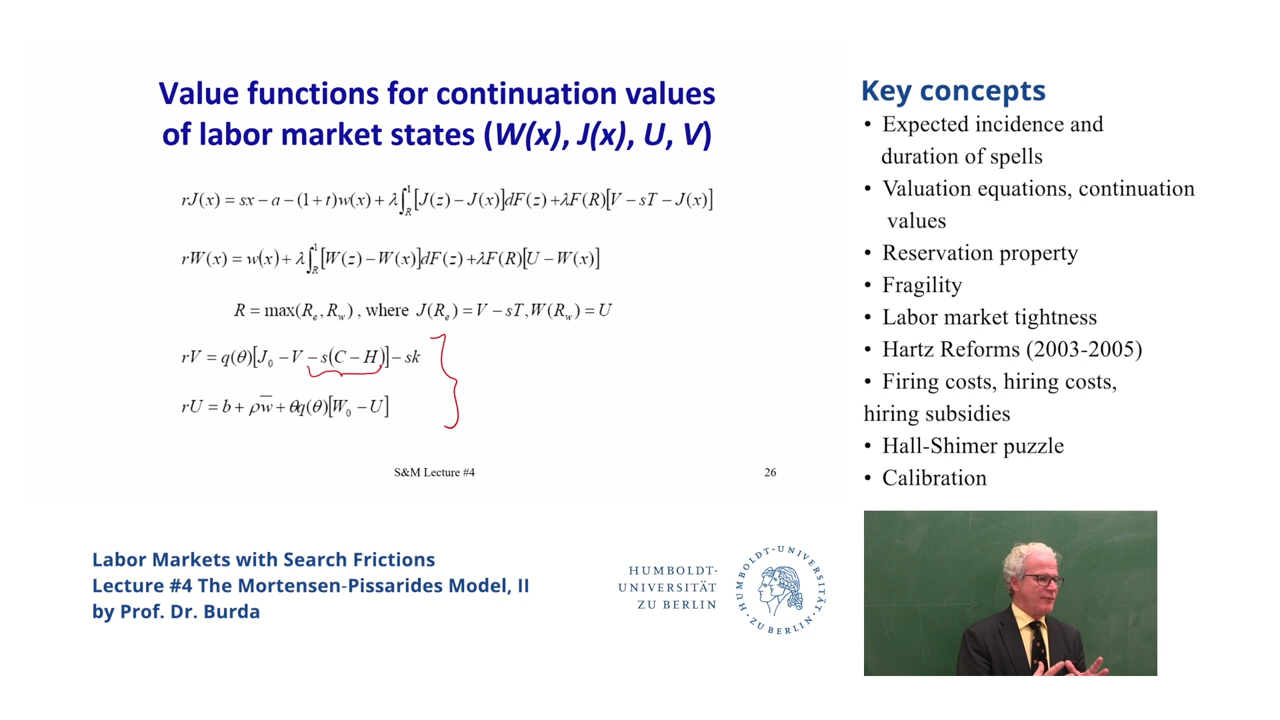 Value functions for continuation values
of labor market states (W(x), J(x), U, V)
rJ(x) = sx − a − (1 + t)w(x) + λ∫_R^1[J(z) − J(x)]dF(z) + λF(R)[V − sT − J(x)]
rW(x) = w(x) + λ∫_R^1[W(z) − W(x)]dF(z) + λF(R)[U − W(x)]
R = max(R_e, R_w) , where J(R_e) = V − sT, W(R_w) = U
rV = q(θ)[J_0 − V − s(C − H)] − sk
rU = b + ρw̅ + θq(θ)[W_0 − U]
S&M Lecture #4
26
Key concepts
• Expected incidence and
duration of spells
• Valuation equations, continuation
values
• Reservation property
• Fragility
• Labor market tightness
• Hartz Reforms (2003-2005)
• Firing costs, hiring costs,
hiring subsidies
• Hall-Shimer puzzle
• Calibration
Labor Markets with Search Frictions
Lecture #4 The Mortensen-Pissarides Model, II
by Prof. Dr. Burda
HUMBOLDT-
UNIVERSITÄT
ZU BERLIN
HUMBOLDT-UNIVERSITÄT
ZU BERLIN